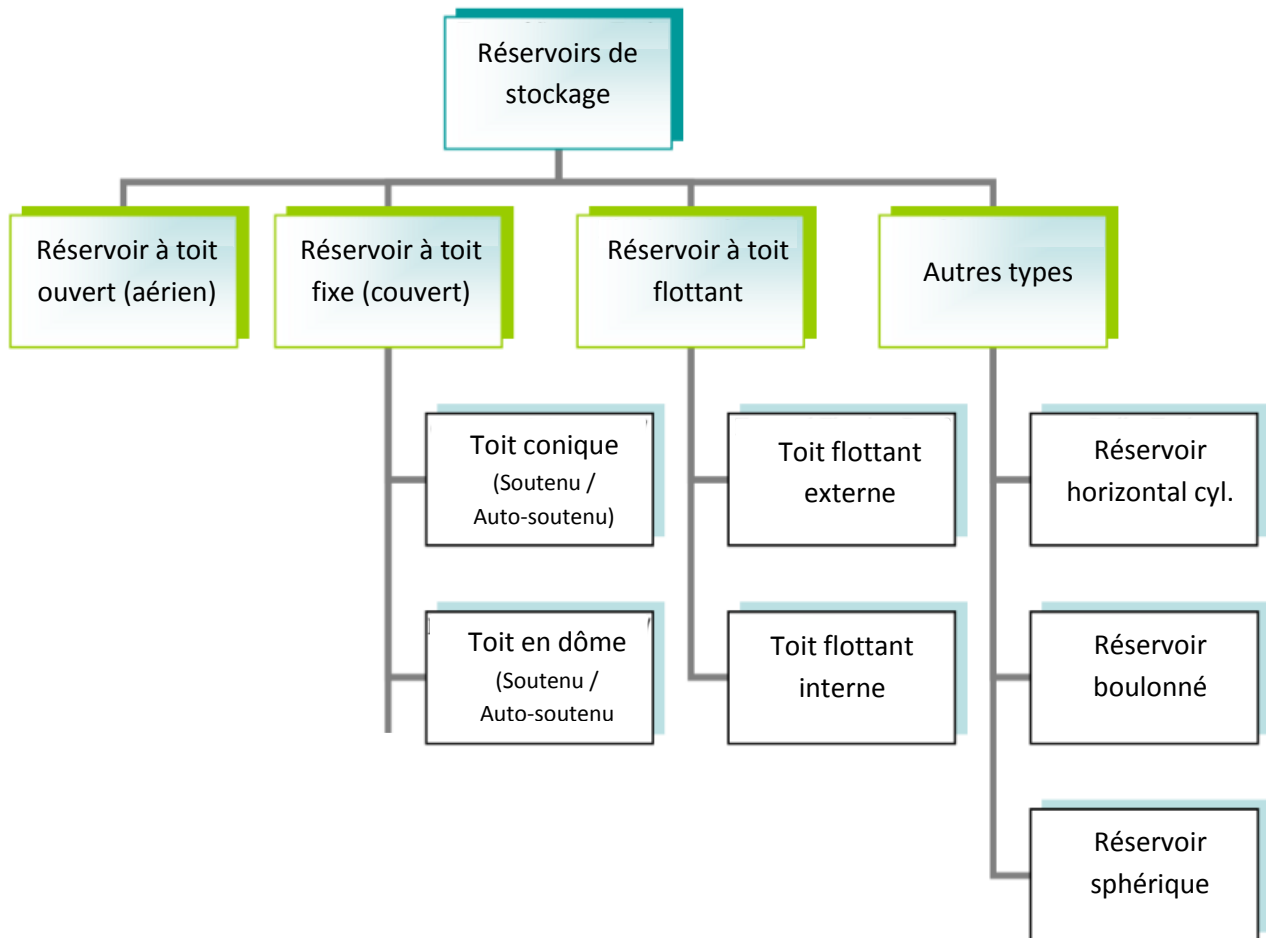 Réservoirs de
stockage
Réservoir à toit
ouvert (aérien)
Réservoir à toit
fixe (couvert)
Réservoir à toit
flottant
Autres types
Toit conique
(Soutenu /
Auto-soutenu)
Toit flottant
externe
Réservoir
horizontal cyl.
Toit en dôme
(Soutenu /
Auto-soutenu
Toit flottant
interne
Réservoir
boulonné
Réservoir
sphérique